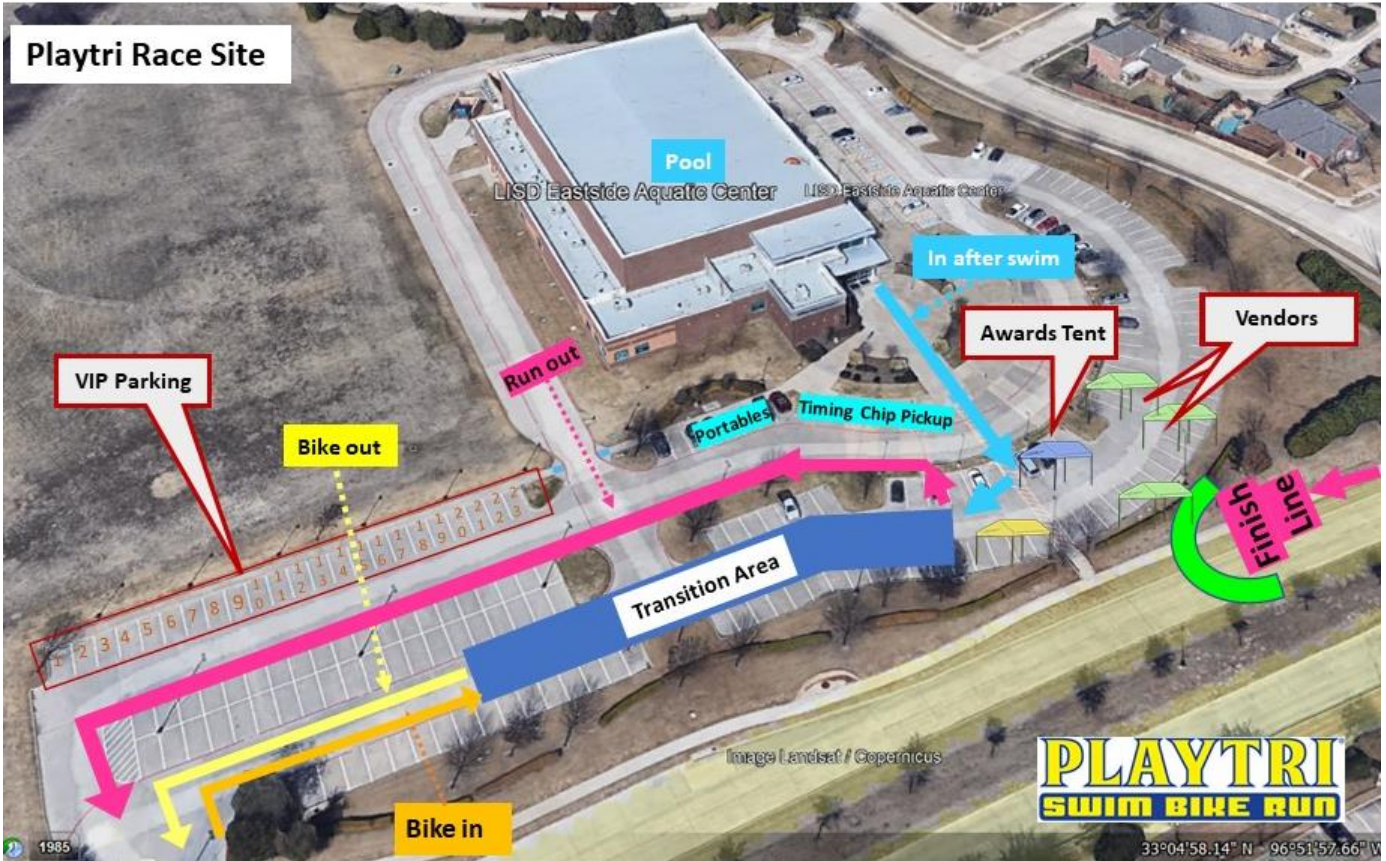 Playtri Race Site
Pool
LISD Eastside Aquatic Center
LISD Eastside Aquatic Center
In after swim
Awards Tent
Vendors
VIP Parking
Run out
Bike out
Portables
Timing Chip Pickup
1 2 3 4 5 6 7 8 9 10 11 12 13 14 15 16 17 18 19 20 21 22 23
Finish
Line
Transition Area
Bike in
Image Landsat / Copernicus
PLAYTRI
SWIM BIKE RUN
1985
33°04'58.14" N 96°51'57.66" W